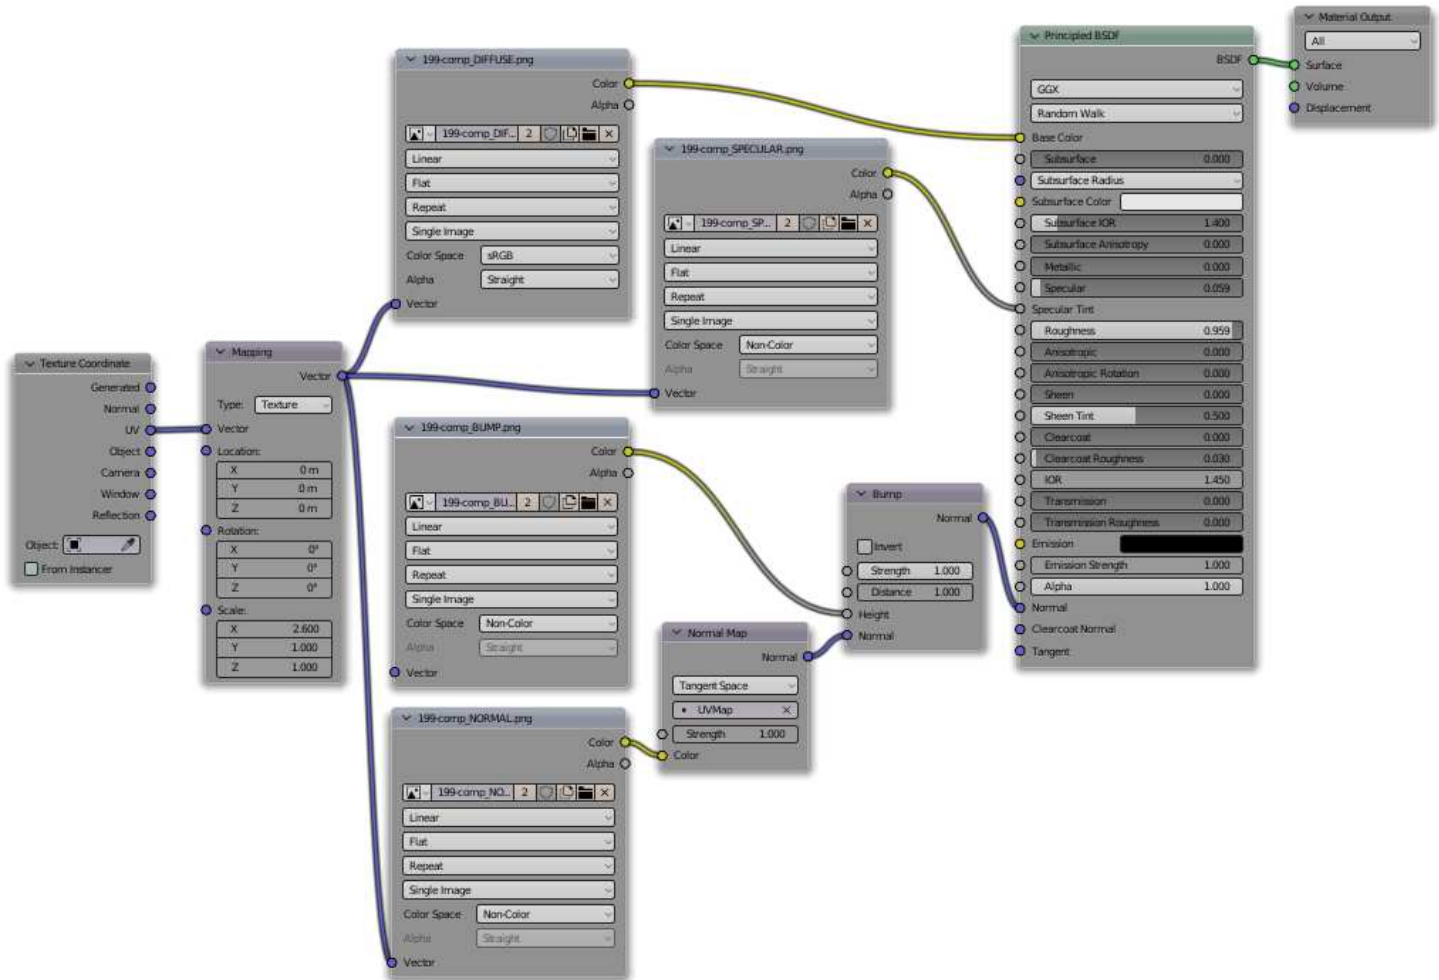 Texture Coordinate
Generated
Normal
UV
Object
Camera
Window
Reflection
Object:
From Instancer
Mapping
Vector
Type: Texture
Vector
Location:
X 0 m
Y 0 m
Z 0 m
Rotation:
X 0°
Y 0°
Z 0°
Scale:
X 2.600
Y 1.000
Z 1.000
199-comp_DIFFUSE.png
Color
Alpha
199-comp_DIF... 2
Linear
Flat
Repeat
Single Image
Color Space sRGB
Alpha Straight
Vector
199-comp_SPECULAR.png
Color
Alpha
199-comp_SP... 2
Linear
Flat
Repeat
Single Image
Color Space Non-Color
Alpha Straight
Vector
199-comp_BUMP.png
Color
Alpha
199-comp_BU... 2
Linear
Flat
Repeat
Single Image
Color Space Non-Color
Alpha Straight
Vector
199-comp_NORMAL.png
Color
Alpha
199-comp_NO... 2
Linear
Flat
Repeat
Single Image
Color Space Non-Color
Alpha Straight
Vector
Normal Map
Normal
Tangent Space
UVMap
Strength 1.000
Color
Bump
Normal
Invert
Strength 1.000
Distance 1.000
Height
Normal
Principled BSDF
BSDF
GGX
Random Walk
Base Color
Subsurface 0.000
Subsurface Radius
Subsurface Color
Subsurface IOR 1.400
Subsurface Anisotropy 0.000
Metallic 0.000
Specular 0.059
Specular Tint
Roughness 0.959
Anisotropic 0.000
Anisotropic Rotation 0.000
Sheen 0.000
Sheen Tint 0.500
Clearcoat 0.000
Clearcoat Roughness 0.030
IOR 1.450
Transmission 0.000
Transmission Roughness 0.000
Emission
Emission Strength 1.000
Alpha 1.000
Normal
Clearcoat Normal
Tangent
Material Output
All
Surface
Volume
Displacement